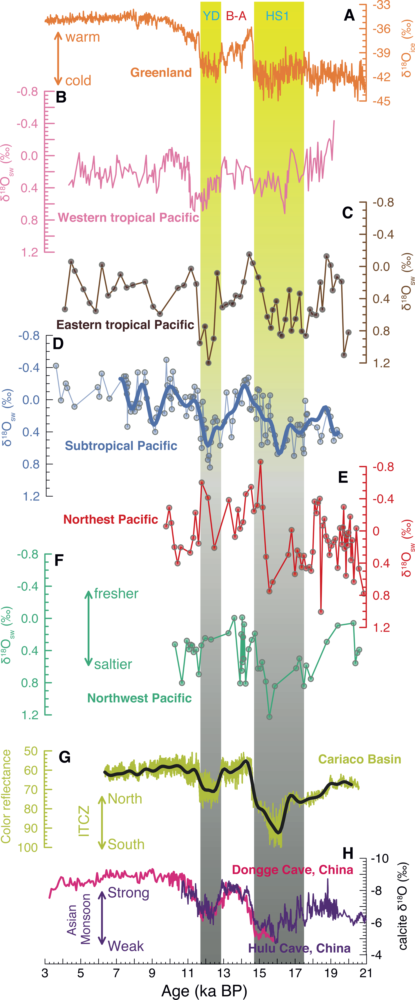 YD
B-A
HS1
A
-33
-36
-39
-42
-45
δ18Oice (‰)
warm
cold
Greenland
B
-0.8
-0.4
0.0
0.4
0.8
1.2
δ18Osw (‰)
Western tropical Pacific
C
-0.8
-0.4
0.0
0.4
0.8
1.2
δ18Osw (‰)
Eastern tropical Pacific
D
-0.8
-0.4
0.0
0.4
0.8
1.2
δ18Osw (‰)
Subtropical Pacific
E
-0.8
-0.4
0
0.4
0.8
1.2
δ18Osw (‰)
Northest Pacific
F
-0.8
-0.4
0.0
0.4
0.8
1.2
δ18Osw (‰)
fresher
saltier
Northwest Pacific
G
50
60
70
80
90
100
Color reflectance
Cariaco Basin
ITCZ
North
South
H
-10
-8
-6
-4
calcite δ18O (‰)
Dongge Cave, China
Strong
Asian
Monsoon
Weak
Hulu Cave, China
3 5 7 9 11 13 15 17 19 21
Age (ka BP)